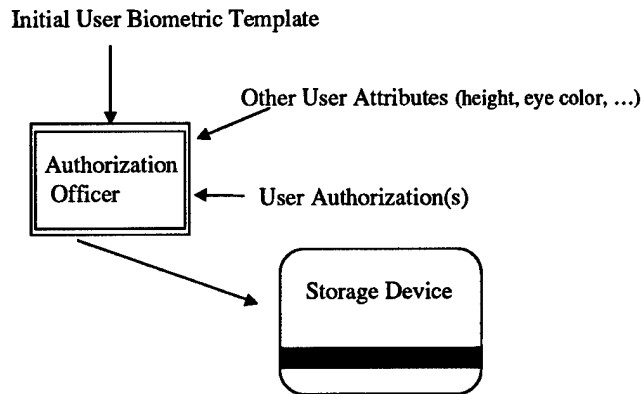 Initial User Biometric Template
Other User Attributes (height, eye color, ...)
Authorization
Officer
User Authorization(s)
Storage Device